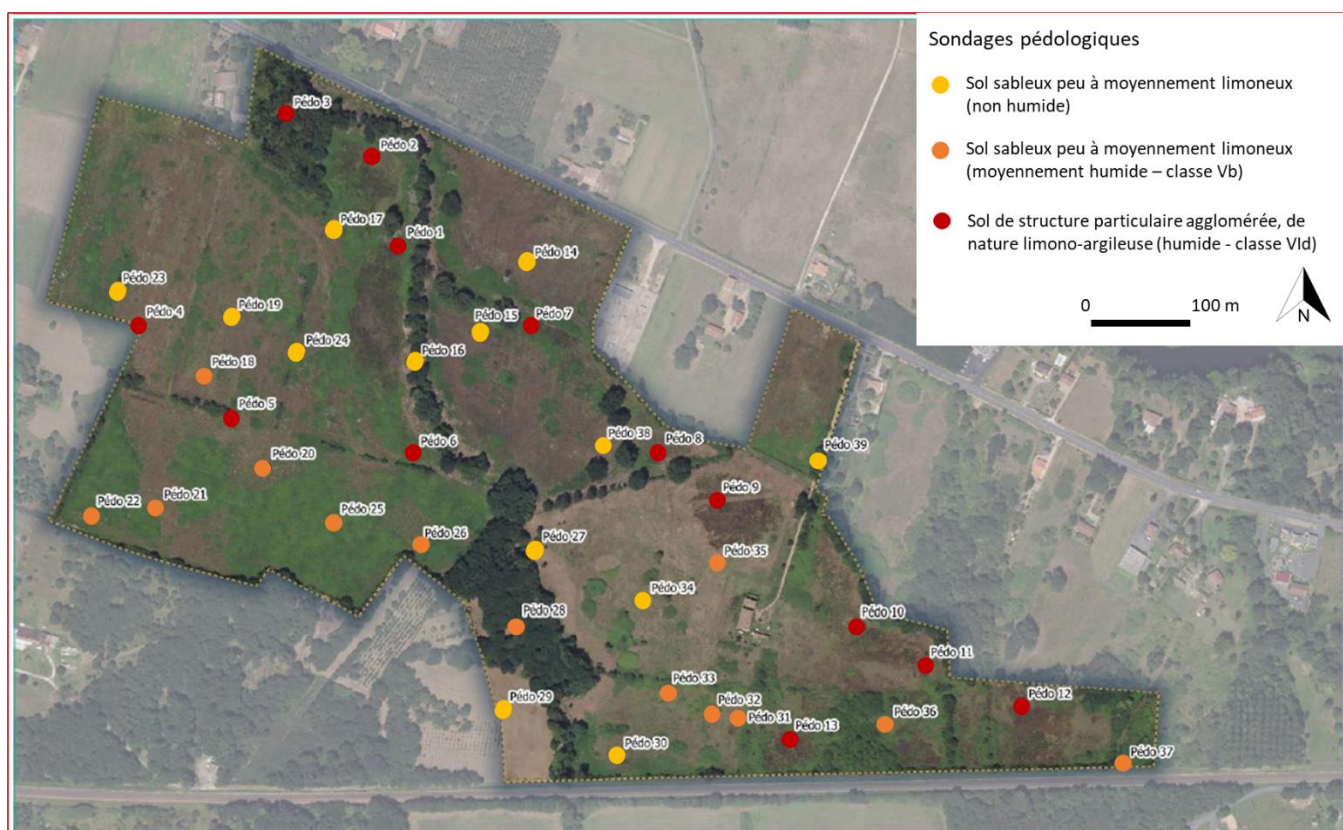 Sondages pédologiques
Sol sableux peu à moyennement limoneux
(non humide)
Sol sableux peu à moyennement limoneux
(moyennement humide – classe Vb)
Sol de structure particulaire agglomérée, de
nature limono-argileuse (humide - classe VId)
0 100 m
N
Pédo 3
Pédo 2
Pédo 17
Pédo 1
Pédo 14
Pédo 23
Pédo 19
Pédo 4
Pédo 15
Pédo 7
Pédo 24
Pédo 16
Pédo 18
Pédo 5
Pédo 38
Pédo 6
Pédo 8
Pédo 39
Pédo 20
Pédo 9
Pédo 22
Pédo 21
Pédo 25
Pédo 26
Pédo 27
Pédo 35
Pédo 34
Pédo 28
Pédo 10
Pédo 11
Pédo 33
Pédo 29
Pédo 32
Pédo 12
Pédo 31
Pédo 36
Pédo 13
Pédo 30
Pédo 37